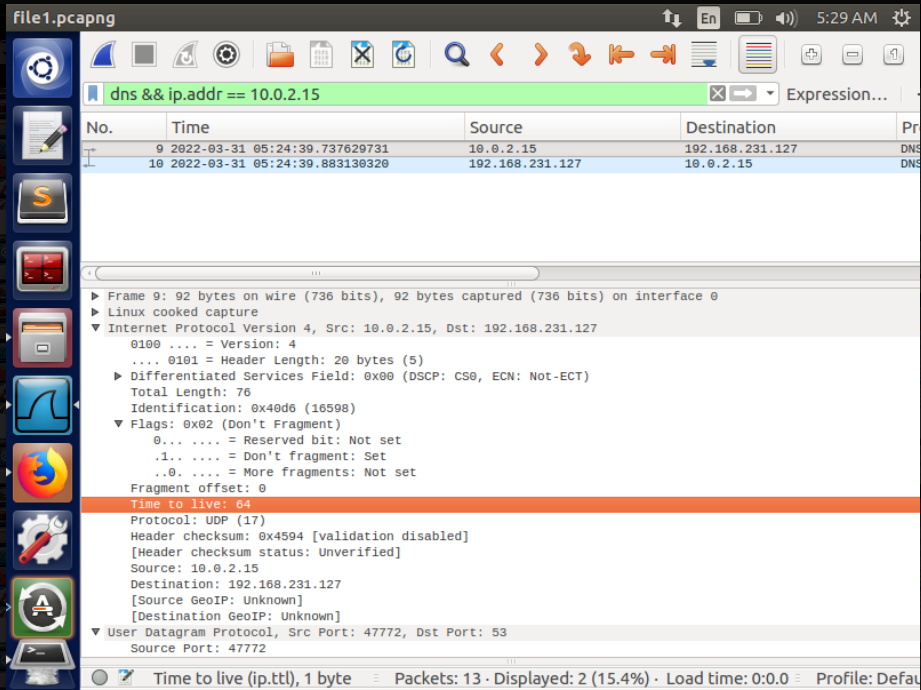 file1.pcapng
En
5:29 AM
dns && ip.addr == 10.0.2.15
Expression...
No. Time Source Destination
9 2022-03-31 05:24:39.737629731 10.0.2.15 192.168.231.127 DNS
10 2022-03-31 05:24:39.883130320 192.168.231.127 10.0.2.15 DNS
Frame 9: 92 bytes on wire (736 bits), 92 bytes captured (736 bits) on interface 0
Linux cooked capture
Internet Protocol Version 4, Src: 10.0.2.15, Dst: 192.168.231.127
0100 .... = Version: 4
.... 0101 = Header Length: 20 bytes (5)
Differentiated Services Field: 0x00 (DSCP: CS0, ECN: Not-ECT)
Total Length: 76
Identification: 0x40d6 (16598)
Flags: 0x02 (Don't Fragment)
0... .... = Reserved bit: Not set
.1.. .... = Don't fragment: Set
..0. .... = More fragments: Not set
Fragment offset: 0
Time to live: 64
Protocol: UDP (17)
Header checksum: 0x4594 [validation disabled]
[Header checksum status: Unverified]
Source: 10.0.2.15
Destination: 192.168.231.127
[Source GeoIP: Unknown]
[Destination GeoIP: Unknown]
User Datagram Protocol, Src Port: 47772, Dst Port: 53
Source Port: 47772
Time to live (ip.ttl), 1 byte
Packets: 13 · Displayed: 2 (15.4%) · Load time: 0:0.0
Profile: